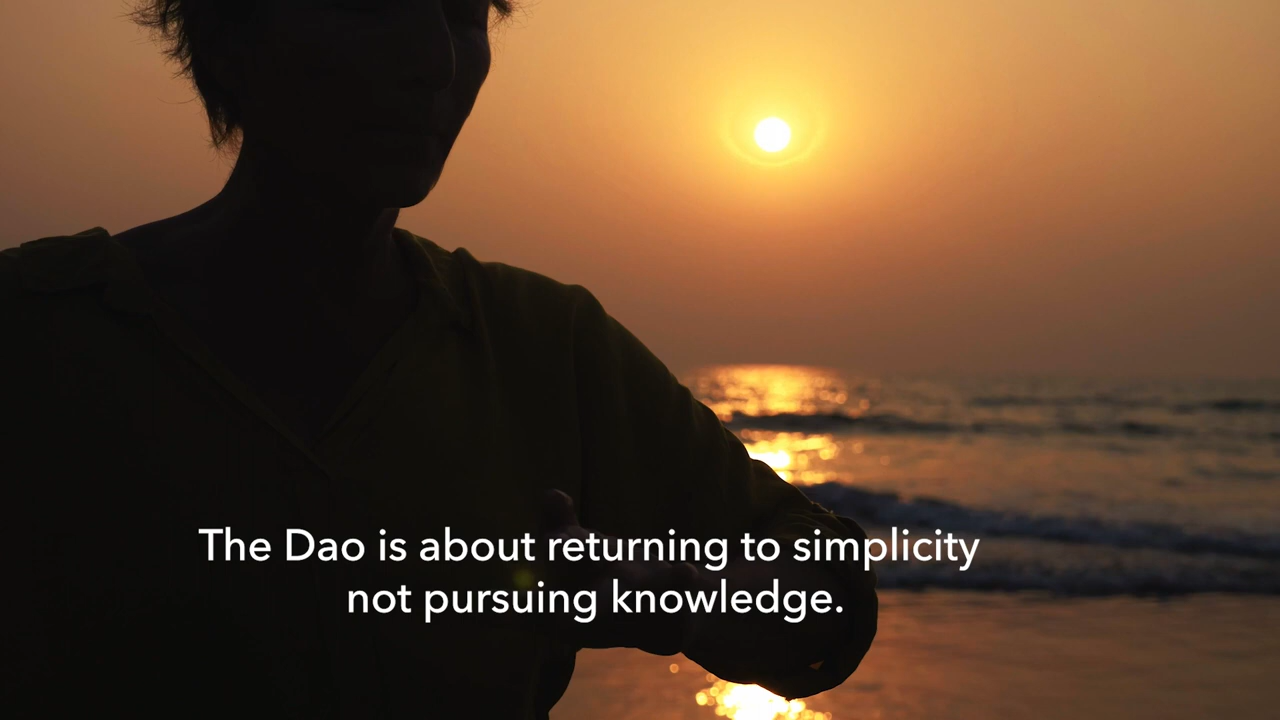 The Dao is about returning to simplicity
not pursuing knowledge.